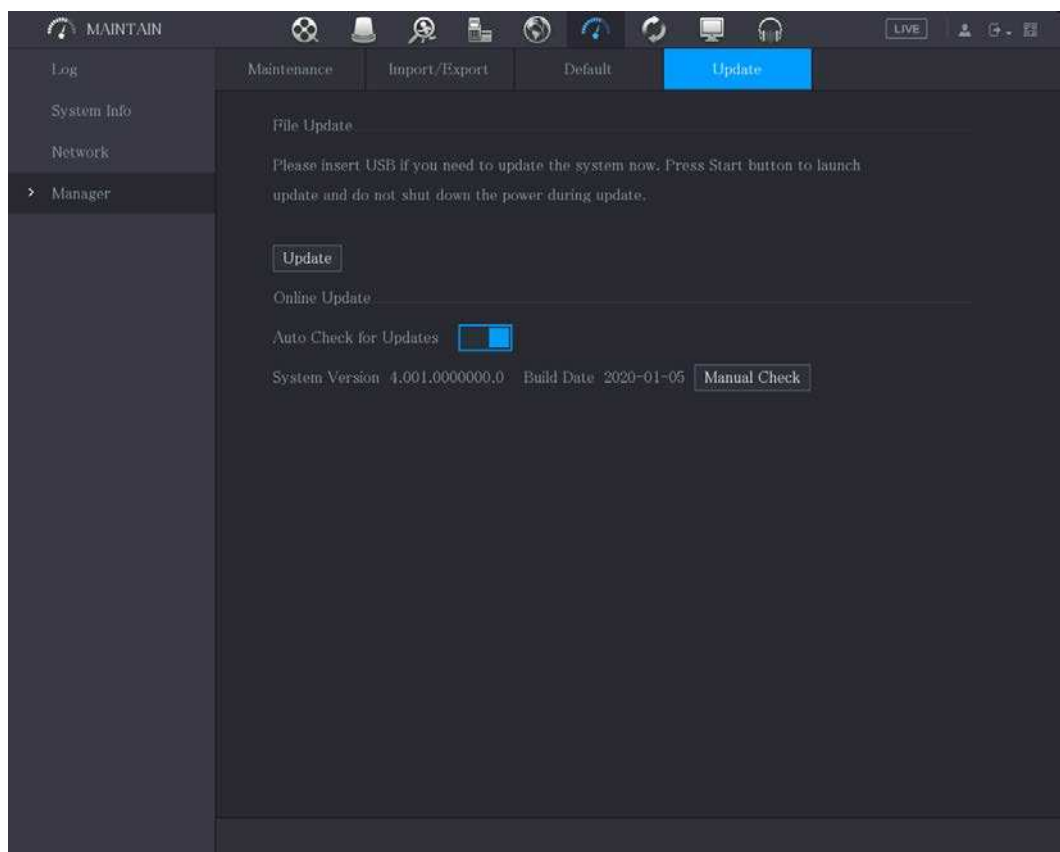 MAINTAIN
LIVE
Log
System Info
Network
Manager
Maintenance
Import/Export
Default
Update
File Update
Please insert USB if you need to update the system now. Press Start button to launch
update and do not shut down the power during update.
Update
Online Update
Auto Check for Updates
System Version 4.001.0000000.0 Build Date 2020-01-05 Manual Check